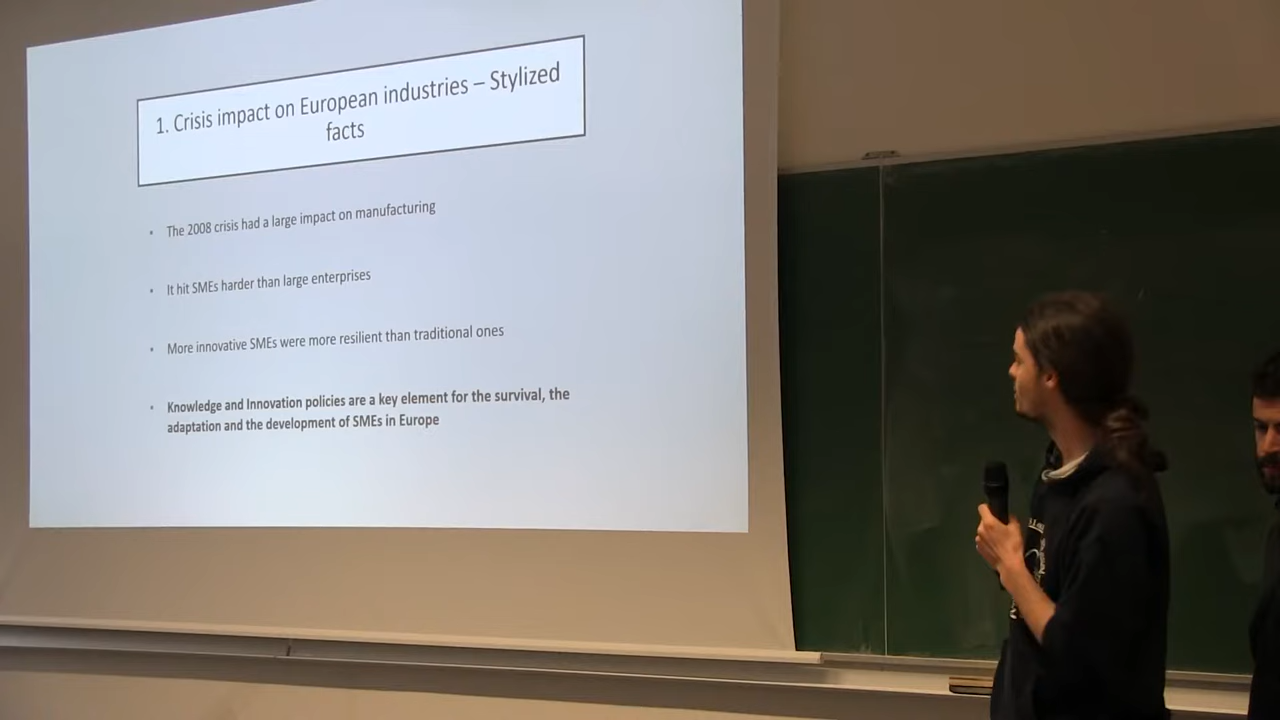 1. Crisis impact on European industries – Stylized
facts
• The 2008 crisis had a large impact on manufacturing
• It hit SMEs harder than large enterprises
• More innovative SMEs were more resilient than traditional ones
• Knowledge and Innovation policies are a key element for the survival, the
adaptation and the development of SMEs in Europe